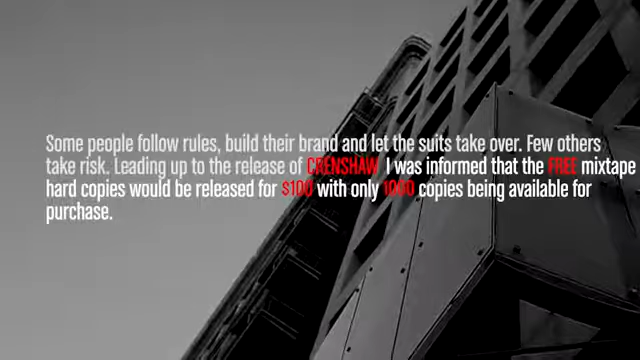 Some people follow rules, build their brand and let the suits take over. Few others
take risk. Leading up to the release of CRENSHAW I was informed that the FREE mixtape
hard copies would be released for $100 with only 1000 copies being available for
purchase.